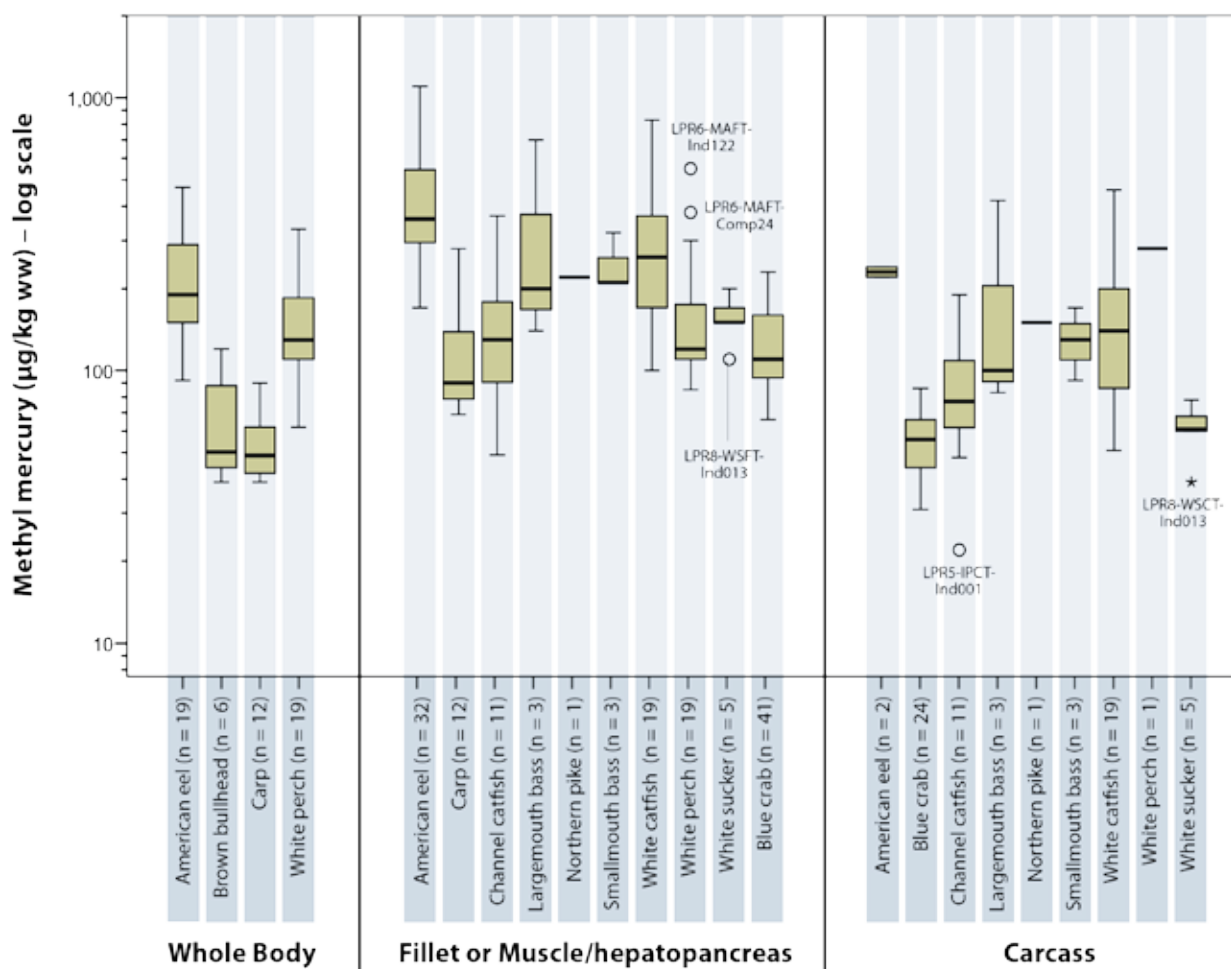 Methyl mercury (µg/kg ww) – log scale
1,000
100
10
LPR6-MAFT-
Ind122
LPR6-MAFT-
Comp24
LPR8-WSFT-
Ind013
LPR5-IPCT-
Ind001
LPR8-WSCT-
Ind013
American eel (n = 19)
Brown bullhead (n = 6)
Carp (n = 12)
White perch (n = 19)
American eel (n = 32)
Carp (n = 12)
Channel catfish (n = 11)
Largemouth bass (n = 3)
Northern pike (n = 1)
Smallmouth bass (n = 3)
White catfish (n = 19)
White perch (n = 19)
White sucker (n = 5)
Blue crab (n = 41)
American eel (n = 2)
Blue crab (n = 24)
Channel catfish (n = 11)
Largemouth bass (n = 3)
Northern pike (n = 1)
Smallmouth bass (n = 3)
White catfish (n = 19)
White perch (n = 1)
White sucker (n = 5)
Whole Body
Fillet or Muscle/hepatopancreas
Carcass